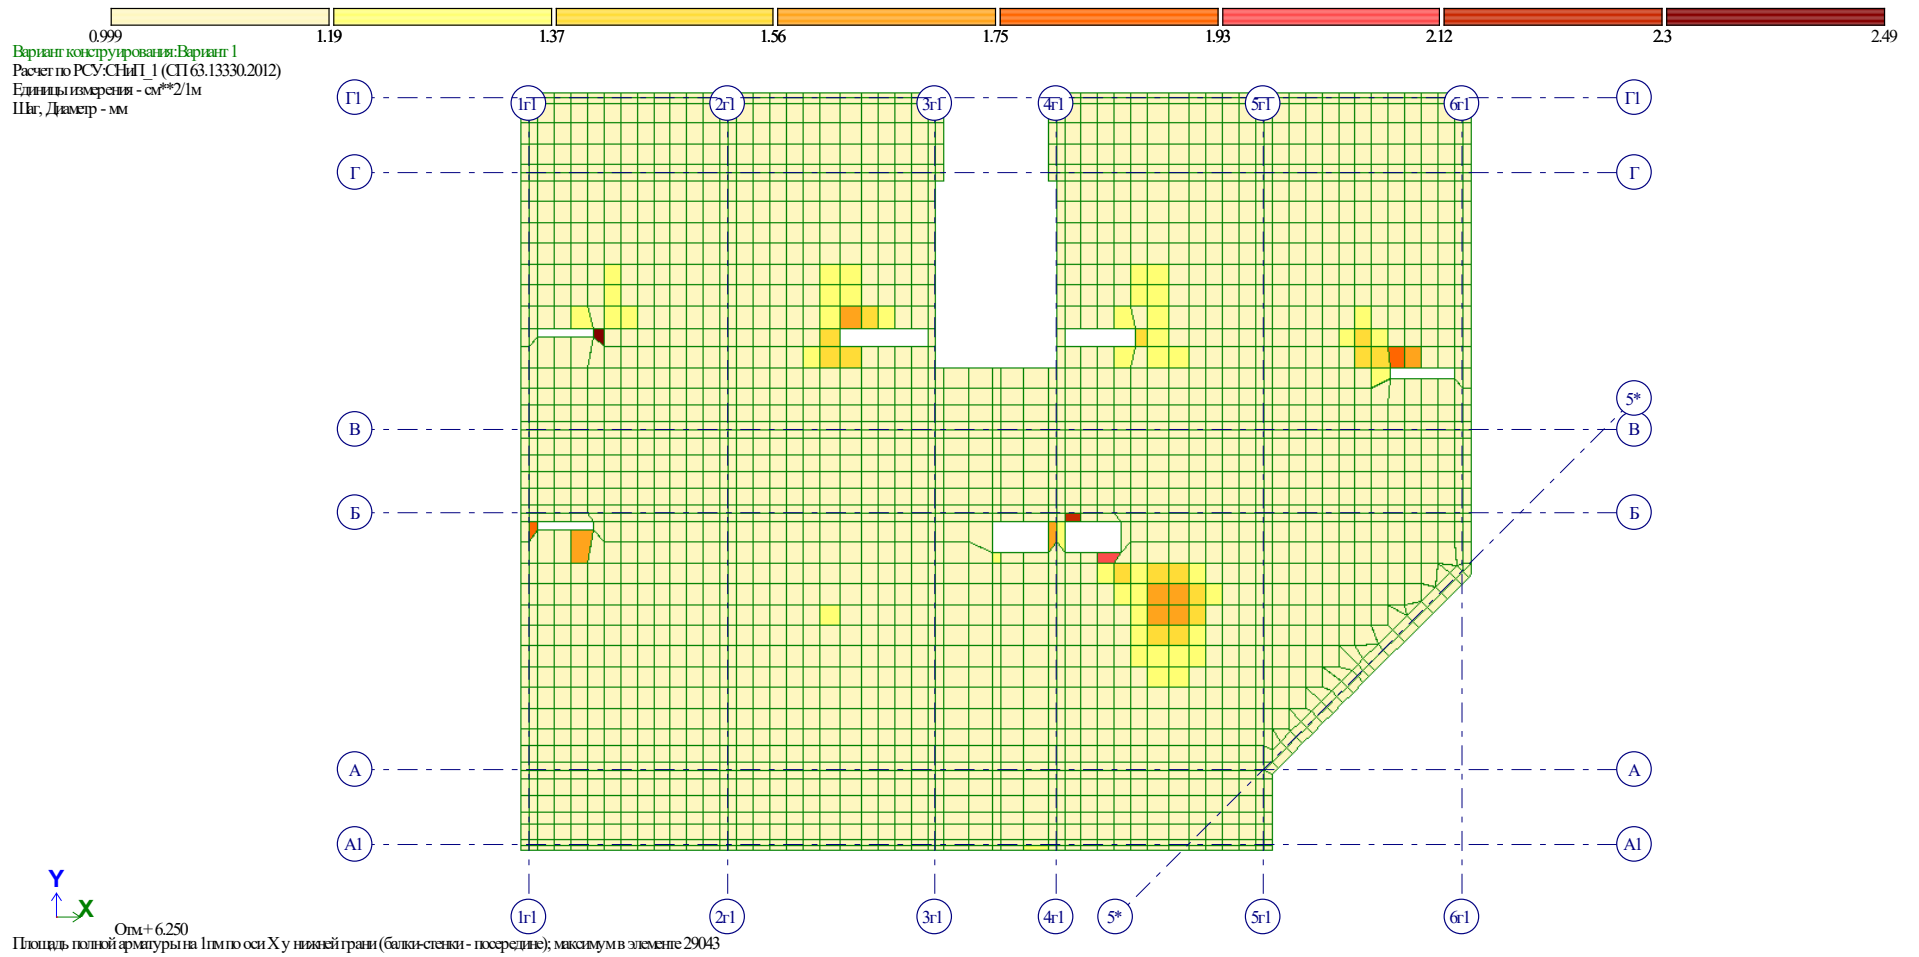 0.999 1.19 1.37 1.56 1.75 1.93 2.12 2.3 2.49
Вариант конструирования:Вариант 1
Расчет по РСУ:СНиП_1 (СП 63.13330.2012)
Единицы измерения - см**2/1м
Шаг, Диаметр - мм
Г1 1г1 2г1 3г1 4г1 5г1 6г1 Г1
Г Г
5*
В В
Б Б
А А
А1 А1
Y
X
1г1 2г1 3г1 4г1 5* 5г1 6г1
Отм.+ 6.250
Площадь полной арматуры на 1пм по оси X у нижней грани (балки-стенки - посередине); максимум в элементе 29043